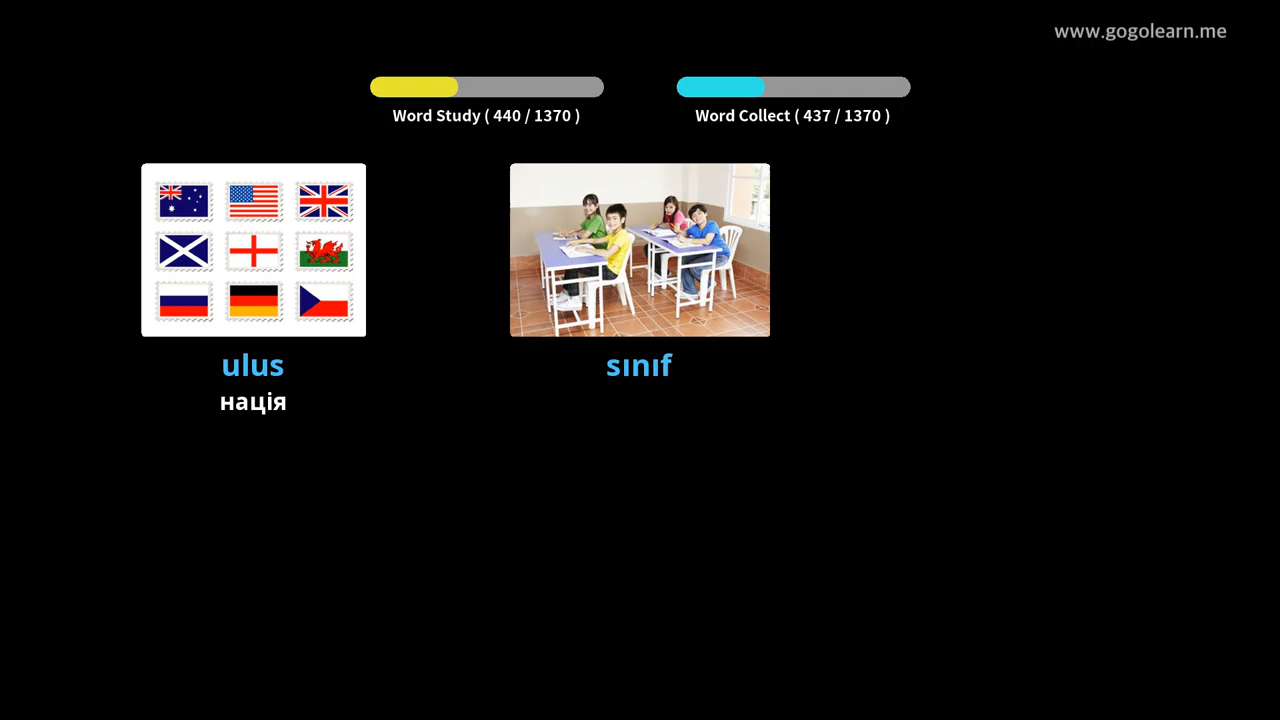 www.gogolearn.me
Word Study ( 440 / 1370 )
Word Collect ( 437 / 1370 )
ulus
нація
sınıf